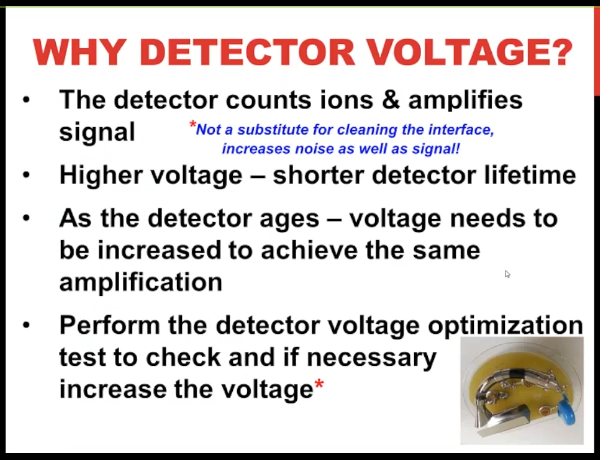 WHY DETECTOR VOLTAGE?
• The detector counts ions & amplifies
signal
*Not a substitute for cleaning the interface,
increases noise as well as signal!
• Higher voltage – shorter detector lifetime
• As the detector ages – voltage needs to
be increased to achieve the same
amplification
• Perform the detector voltage optimization
test to check and if necessary
increase the voltage*